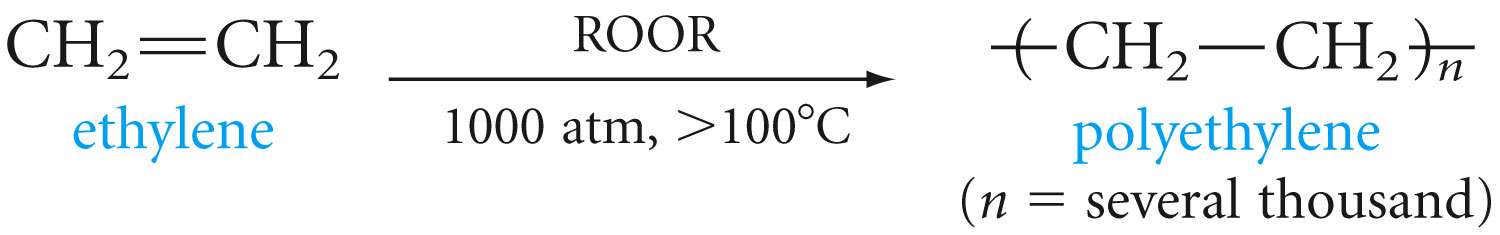 CH₂=CH₂ ROOR –(CH₂—CH₂)–ₙ
ethylene 1000 atm, >100°C polyethylene
(n = several thousand)